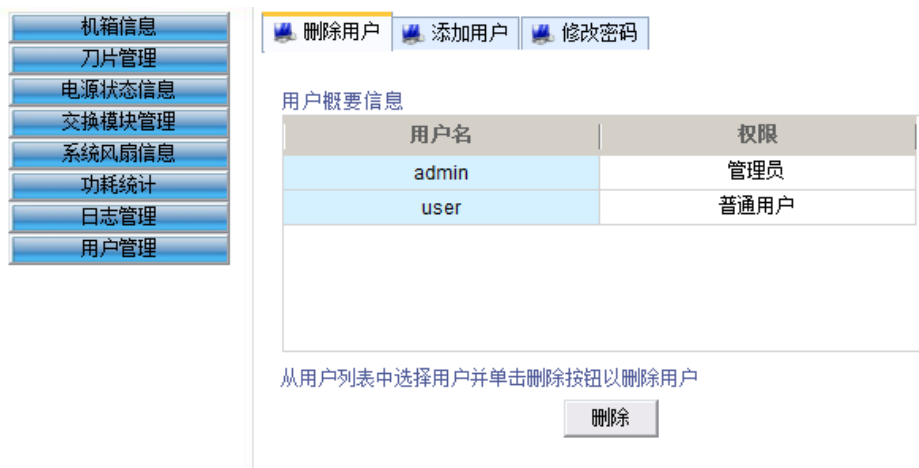 机箱信息
刀片管理
电源状态信息
交换模块管理
系统风扇信息
功耗统计
日志管理
用户管理
删除用户 添加用户 修改密码
用户概要信息
用户名 权限
admin 管理员
user 普通用户
从用户列表中选择用户并单击删除按钮以删除用户
删除